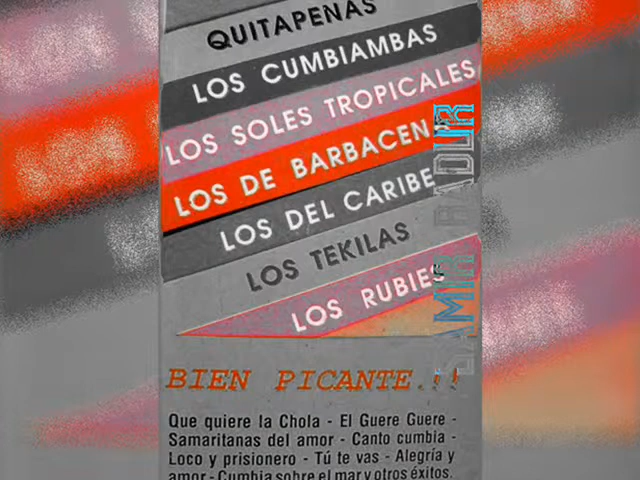 QUITAPENAS
LOS CUMBIAMBAS
LOS SOLES TROPICALES
LOS DE BARBACEN
LOS DEL CARIBE
LOS TEKILAS
LOS RUBIES
BIEN PICANTE.!!
Que quiere la Chola - El Guere Guere -
Samaritanas del amor - Canto cumbia -
Loco y prisionero - Tú te vas - Alegría y
amor - Cumbia sobre el mar y otros éxitos.